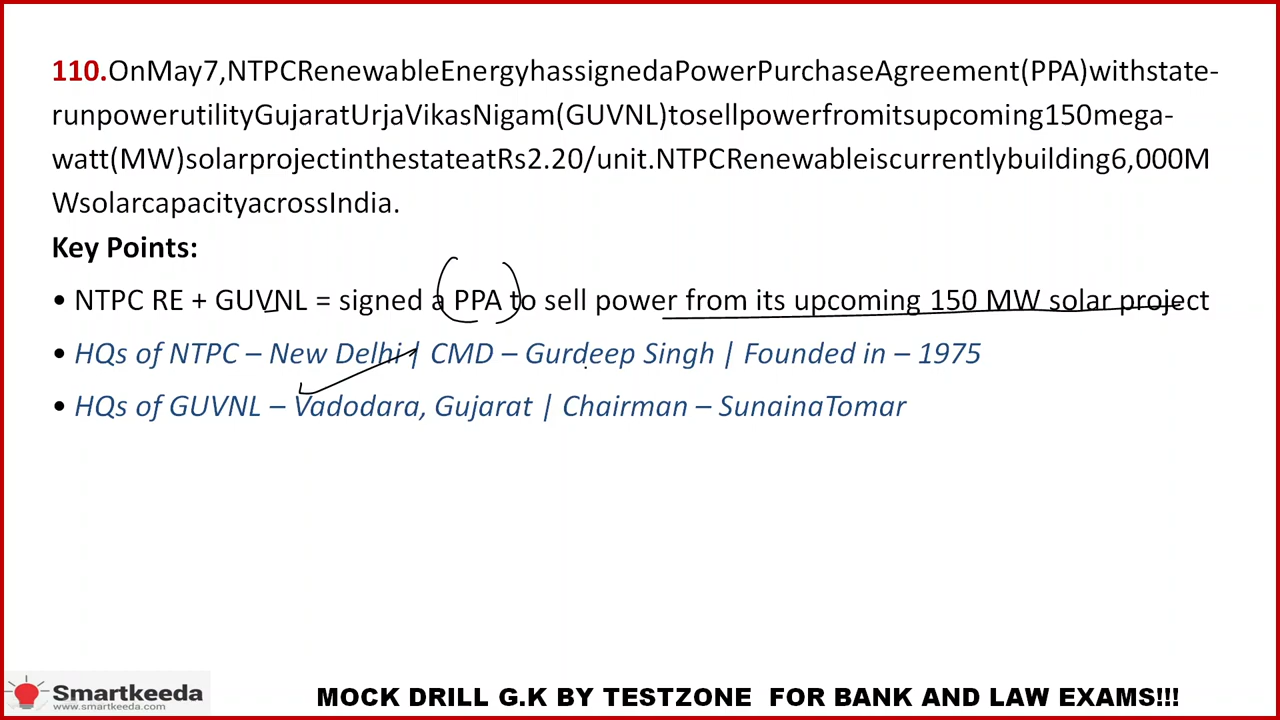 110.OnMay7,NTPCRenewableEnergyhassignedaPowerPurchaseAgreement(PPA)withstate-
runpowerutilityGujaratUrjaVikasNigam(GUVNL)tosellpowerfromitsupcoming150mega-
watt(MW)solarprojectinthestateatRs2.20/unit.NTPCRenewableiscurrentlybuilding6,000M
WsolarcapacityacrossIndia.
Key Points:
• NTPC RE + GUVNL = signed a PPA to sell power from its upcoming 150 MW solar project
• HQs of NTPC – New Delhi | CMD – Gurdeep Singh | Founded in – 1975
• HQs of GUVNL – Vadodara, Gujarat | Chairman – SunainaTomar
Smartkeeda
www.smartkeeda.com
MOCK DRILL G.K BY TESTZONE FOR BANK AND LAW EXAMS!!!